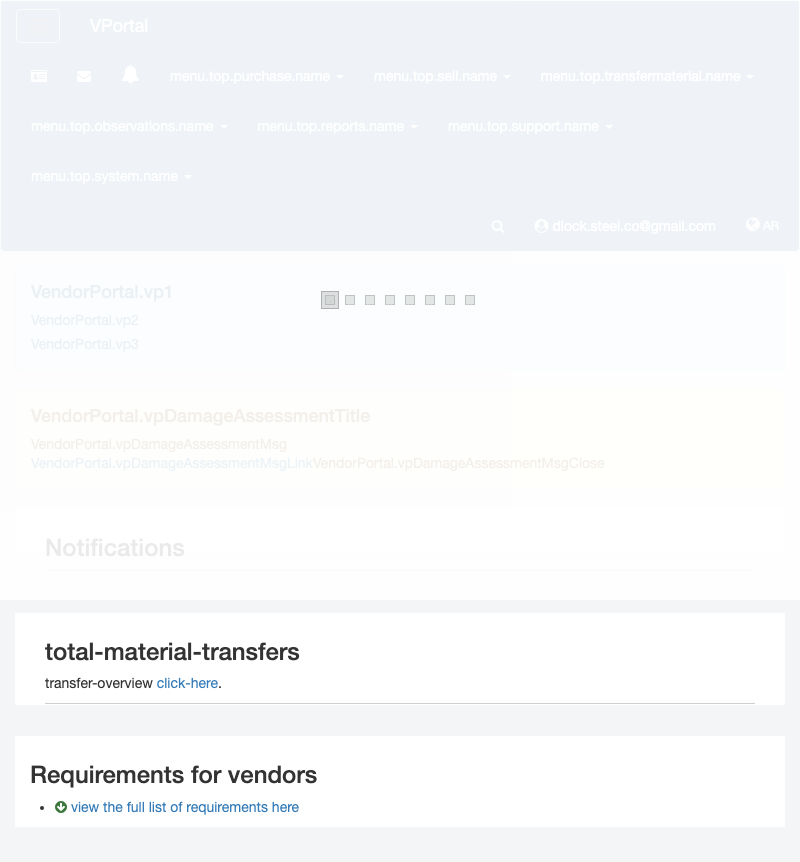 VPortal
menu.top.purchase.name menu.top.sell.name menu.top.transfermaterial.name
menu.top.observations.name menu.top.reports.name menu.top.support.name
menu.top.system.name
dlock.steel.co@gmail.com AR
VendorPortal.vp1
VendorPortal.vp2
VendorPortal.vp3
VendorPortal.vpDamageAssessmentTitle
VendorPortal.vpDamageAssessmentMsg
VendorPortal.vpDamageAssessmentMsgLinkVendorPortal.vpDamageAssessmentMsgClose
Notifications
total-material-transfers
transfer-overview click-here.
Requirements for vendors
view the full list of requirements here